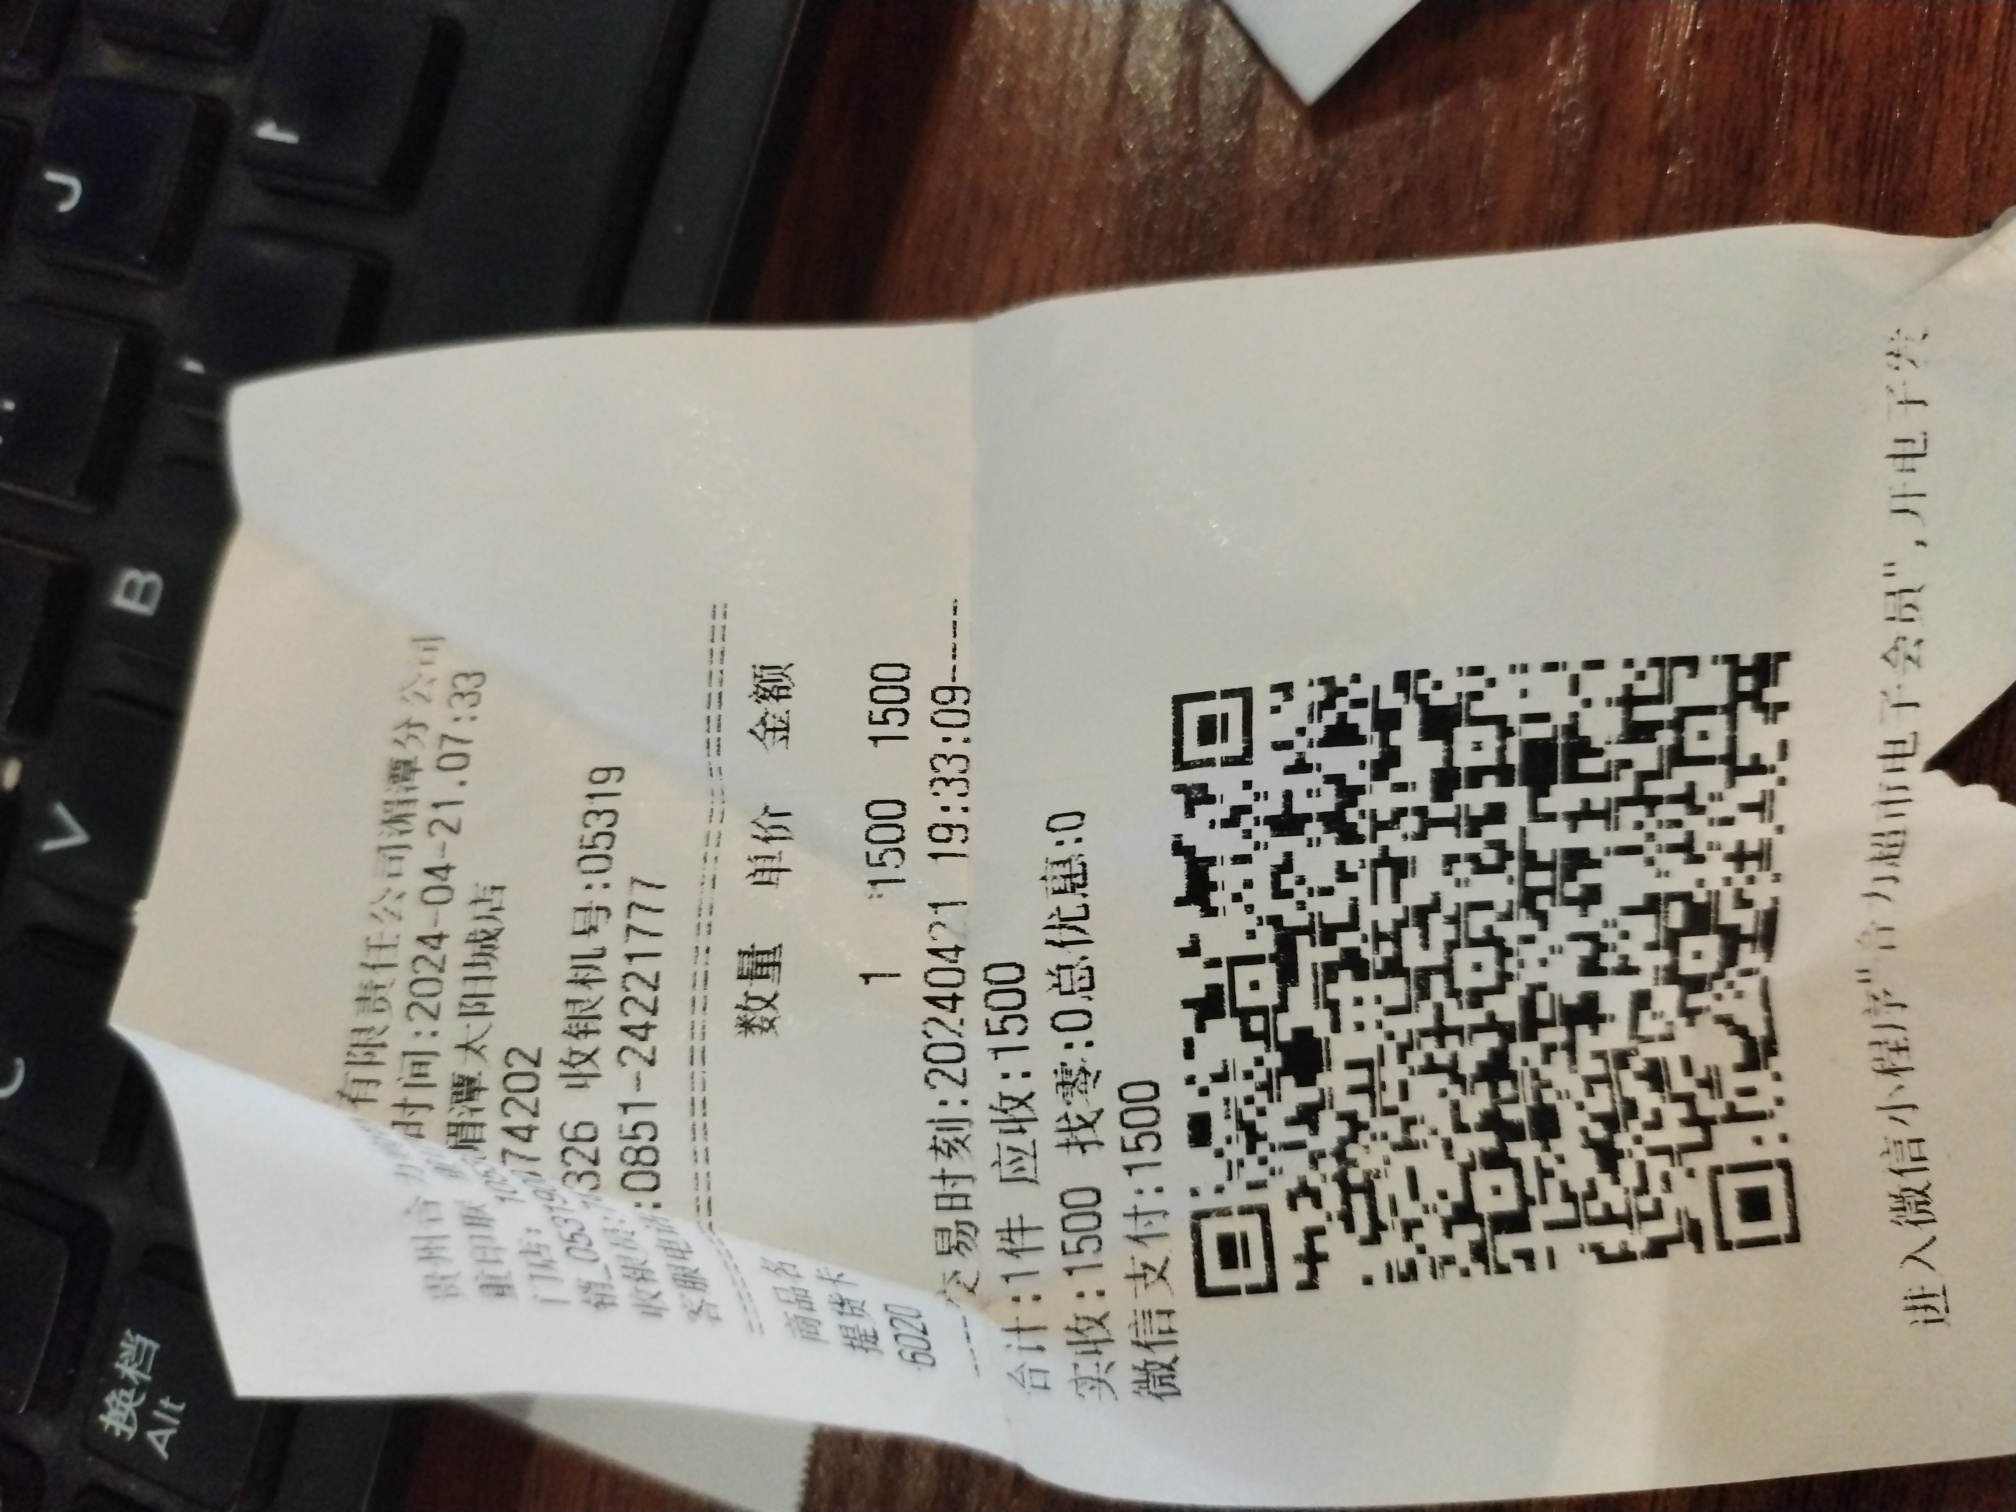 贵州合力
有限责任公司湄潭分公司
重印
时间:2024-04-21.07:33
门店:
湄潭太阳城店
销_05319
74202
收银员:
326 收银机号:05319
客服电话:0851-24221777
商品名 数量 单价 金额
提货卡
6020 1 1500 1500
交易时刻:20240421 19:33:09
合计:1件 应收:1500
实收:1500 找零:0总优惠:0
微信支付:1500
进入微信小程序"合力超市电子会员",开电子发
J
B
V
C
换档
Alt